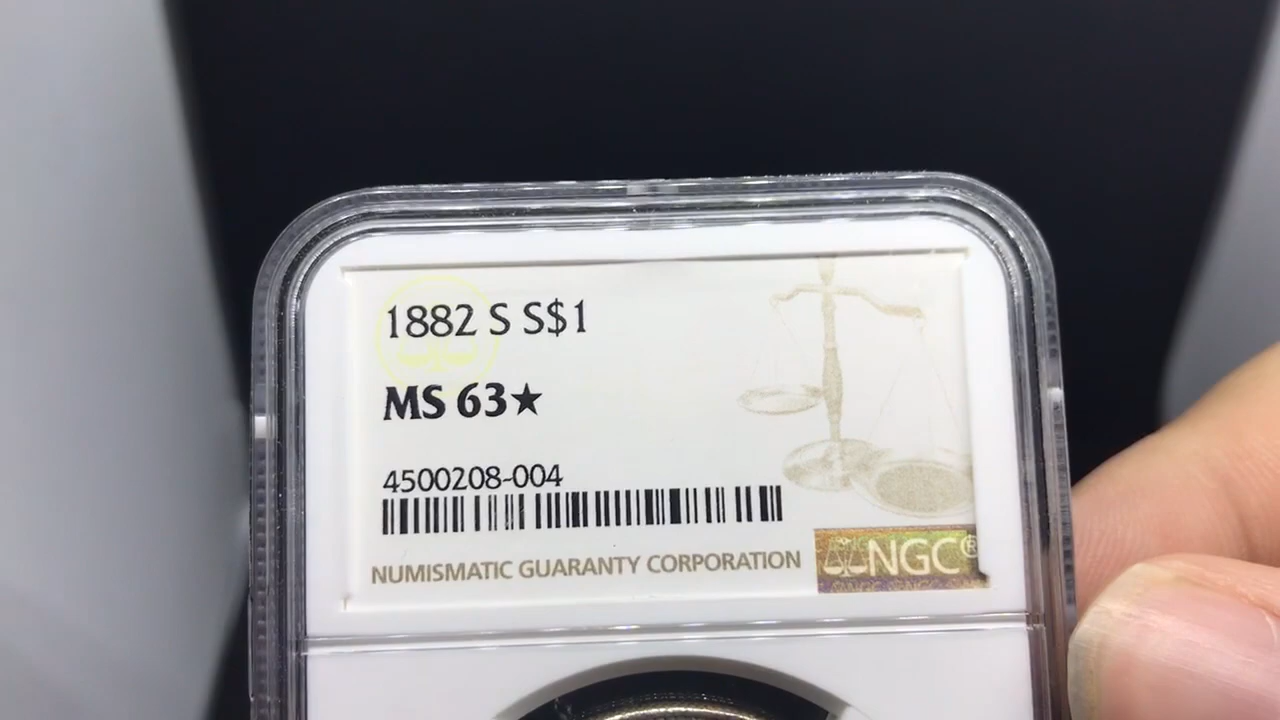 1882 S S$1
MS 63★
4500208-004
NUMISMATIC GUARANTY CORPORATION
NGC®